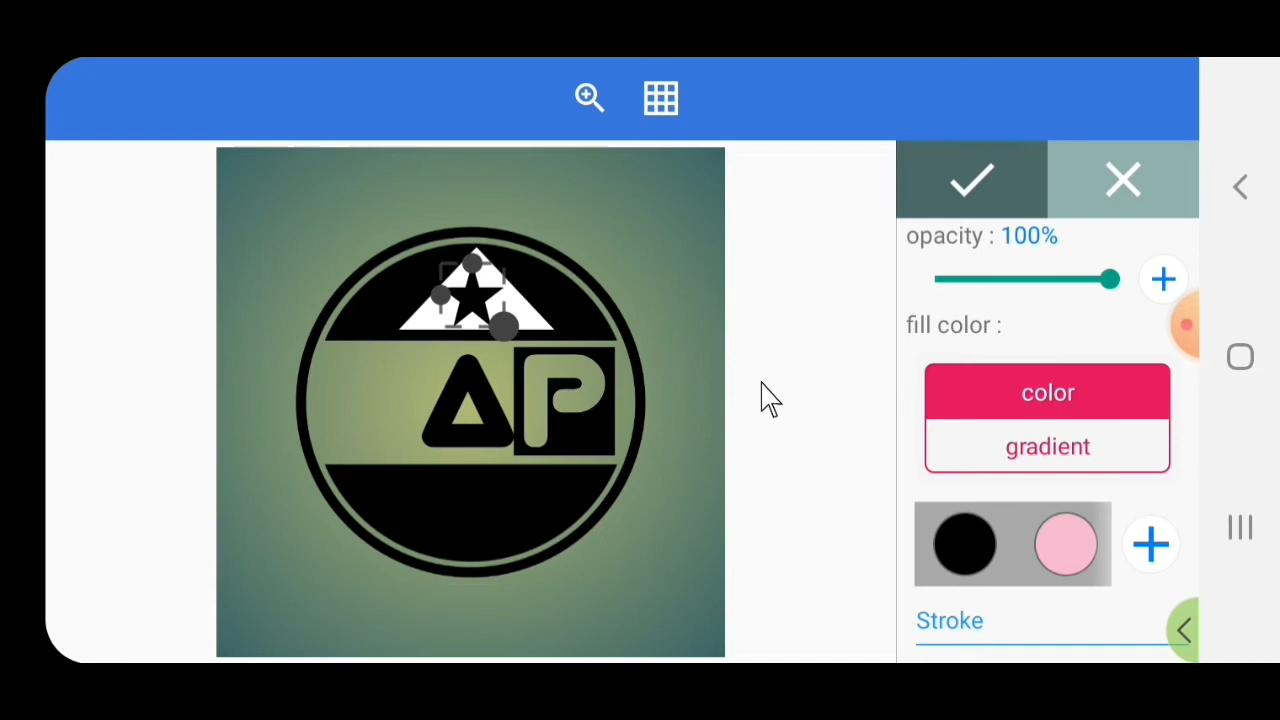 opacity : 100%
fill color :
color
gradient
AP
Stroke